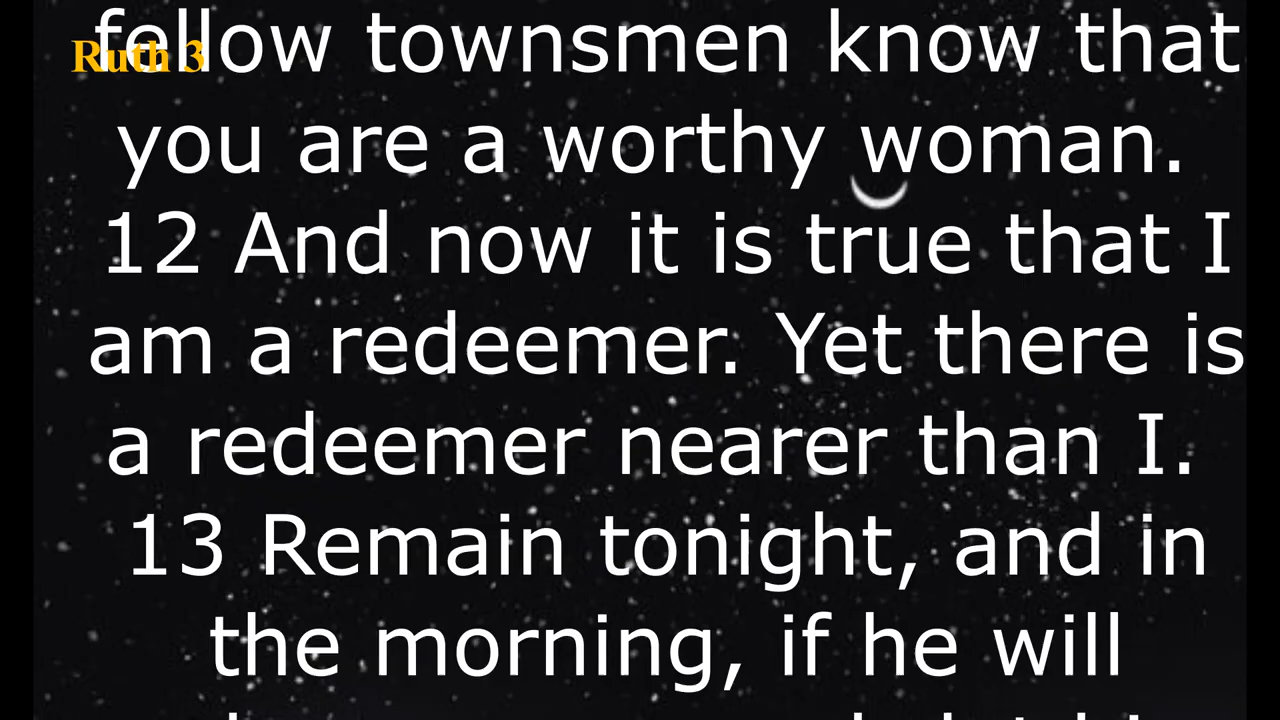 Ruth 3
fellow townsmen know that
you are a worthy woman.
12 And now it is true that I
am a redeemer. Yet there is
a redeemer nearer than I.
13 Remain tonight, and in
the morning, if he will